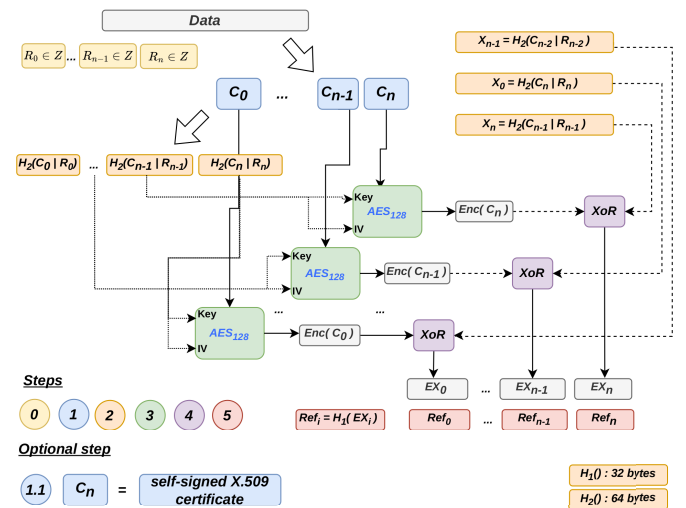 Data
R₀ ∈ Z ... Rₙ₋₁ ∈ Z Rₙ ∈ Z
Xₙ₋₁ = H₂(Cₙ₋₂ | Rₙ₋₂)
X₀ = H₂(Cₙ | Rₙ)
Xₙ = H₂(Cₙ₋₁ | Rₙ₋₁)
C₀ ... Cₙ₋₁ Cₙ
H₂(C₀ | R₀) ... H₂(Cₙ₋₁ | Rₙ₋₁) H₂(Cₙ | Rₙ)
Key
AES₁₂₈
IV
Enc( Cₙ )
XoR
Key
AES₁₂₈
IV
Enc( Cₙ₋₁ )
XoR
... ...
Key
AES₁₂₈
IV
Enc( C₀ )
XoR
EX₀ ... EXₙ₋₁ EXₙ
Refᵢ = H₁( EXᵢ ) Ref₀ ... Refₙ₋₁ Refₙ
Steps
0 1 2 3 4 5
Optional step
1.1 Cₙ = self-signed X.509
certificate
H₁() : 32 bytes
H₂() : 64 bytes